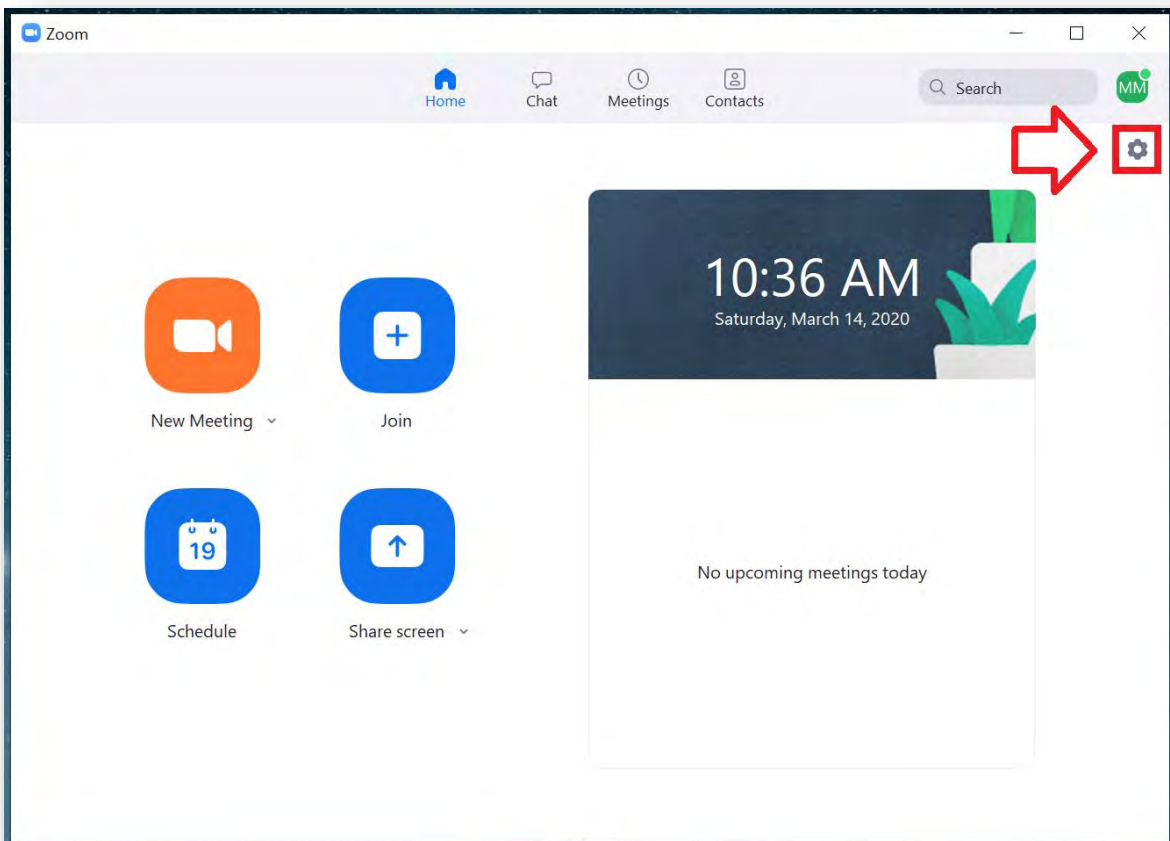 Zoom
Home
Chat
Meetings
Contacts
Search
MM
10:36 AM
Saturday, March 14, 2020
New Meeting
Join
19
Schedule
Share screen
No upcoming meetings today